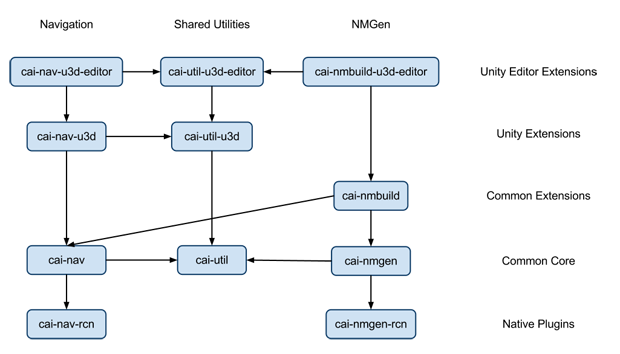 Navigation
Shared Utilities
NMGen
cai-nav-u3d-editor
cai-util-u3d-editor
cai-nmbuild-u3d-editor
Unity Editor Extensions
cai-nav-u3d
cai-util-u3d
Unity Extensions
cai-nmbuild
Common Extensions
cai-nav
cai-util
cai-nmgen
Common Core
cai-nav-rcn
cai-nmgen-rcn
Native Plugins